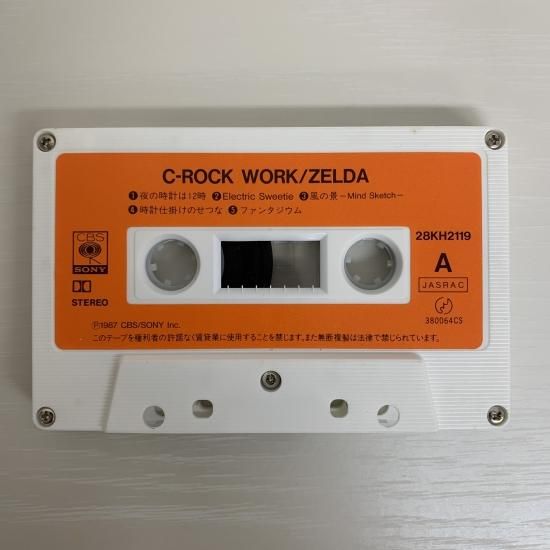 C-ROCK WORK/ZELDA
❶夜の時計は12時 ❷Electric Sweetie ❸風の景−Mind Sketch−
❹時計仕掛けのせつな ❺ファンタジウム
CBS
SONY
STEREO
28KH2119
A
JASRAC
380064CS
Ⓟ1987 CBS/SONY Inc.
このテープを権利者の許諾なく賃貸業に使用することを禁じます。また無断複製は法律で禁じられています。